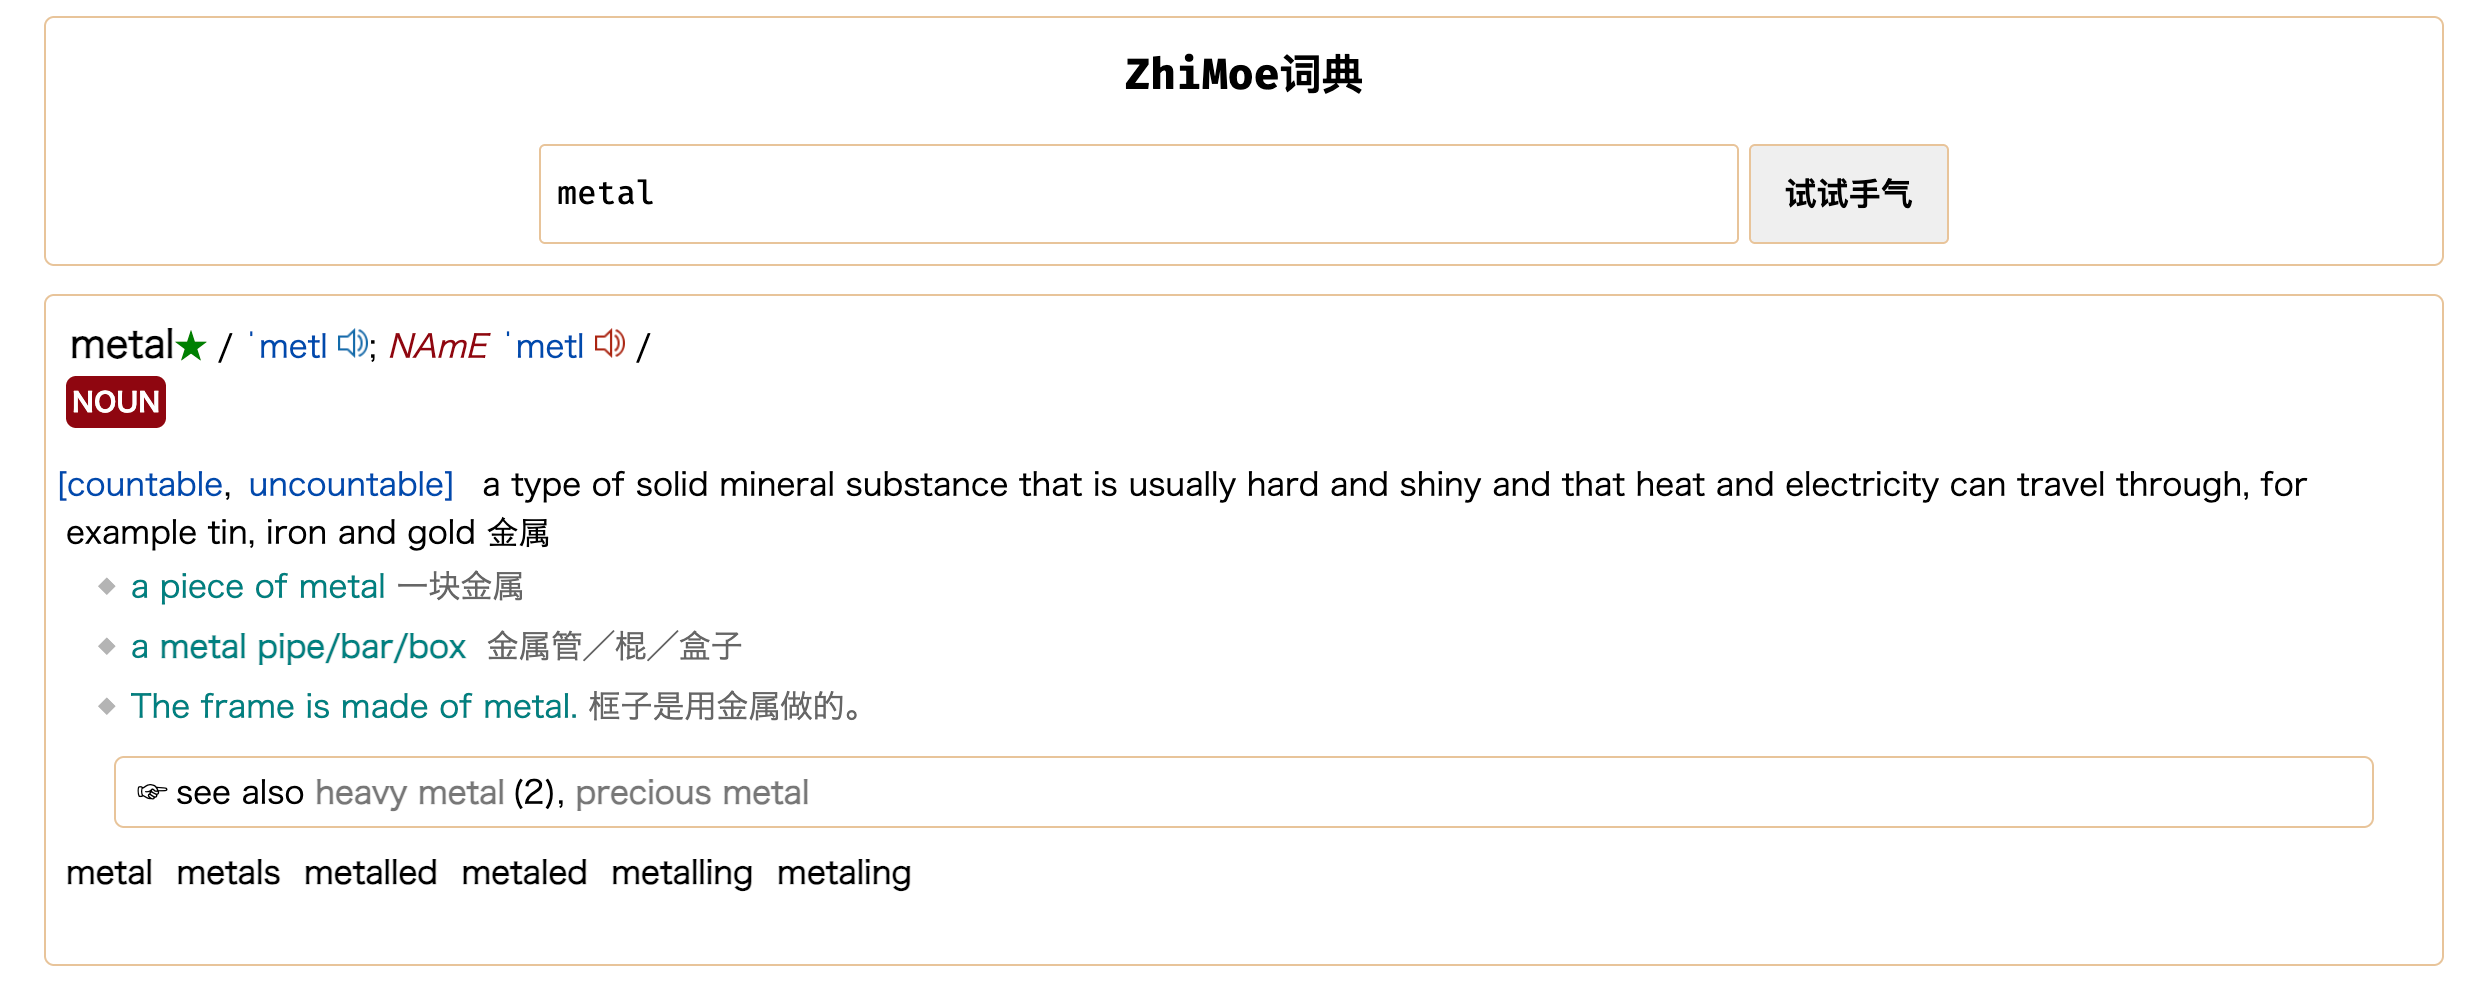 ZhiMoe词典
metal
试试手气
metal★ / ˈmetl; NAmE ˈmetl /
NOUN
[countable, uncountable] a type of solid mineral substance that is usually hard and shiny and that heat and electricity can travel through, for
example tin, iron and gold 金属
a piece of metal 一块金属
a metal pipe/bar/box 金属管／棍／盒子
The frame is made of metal. 框子是用金属做的。
☞ see also heavy metal (2), precious metal
metal metals metalled metaled metalling metaling